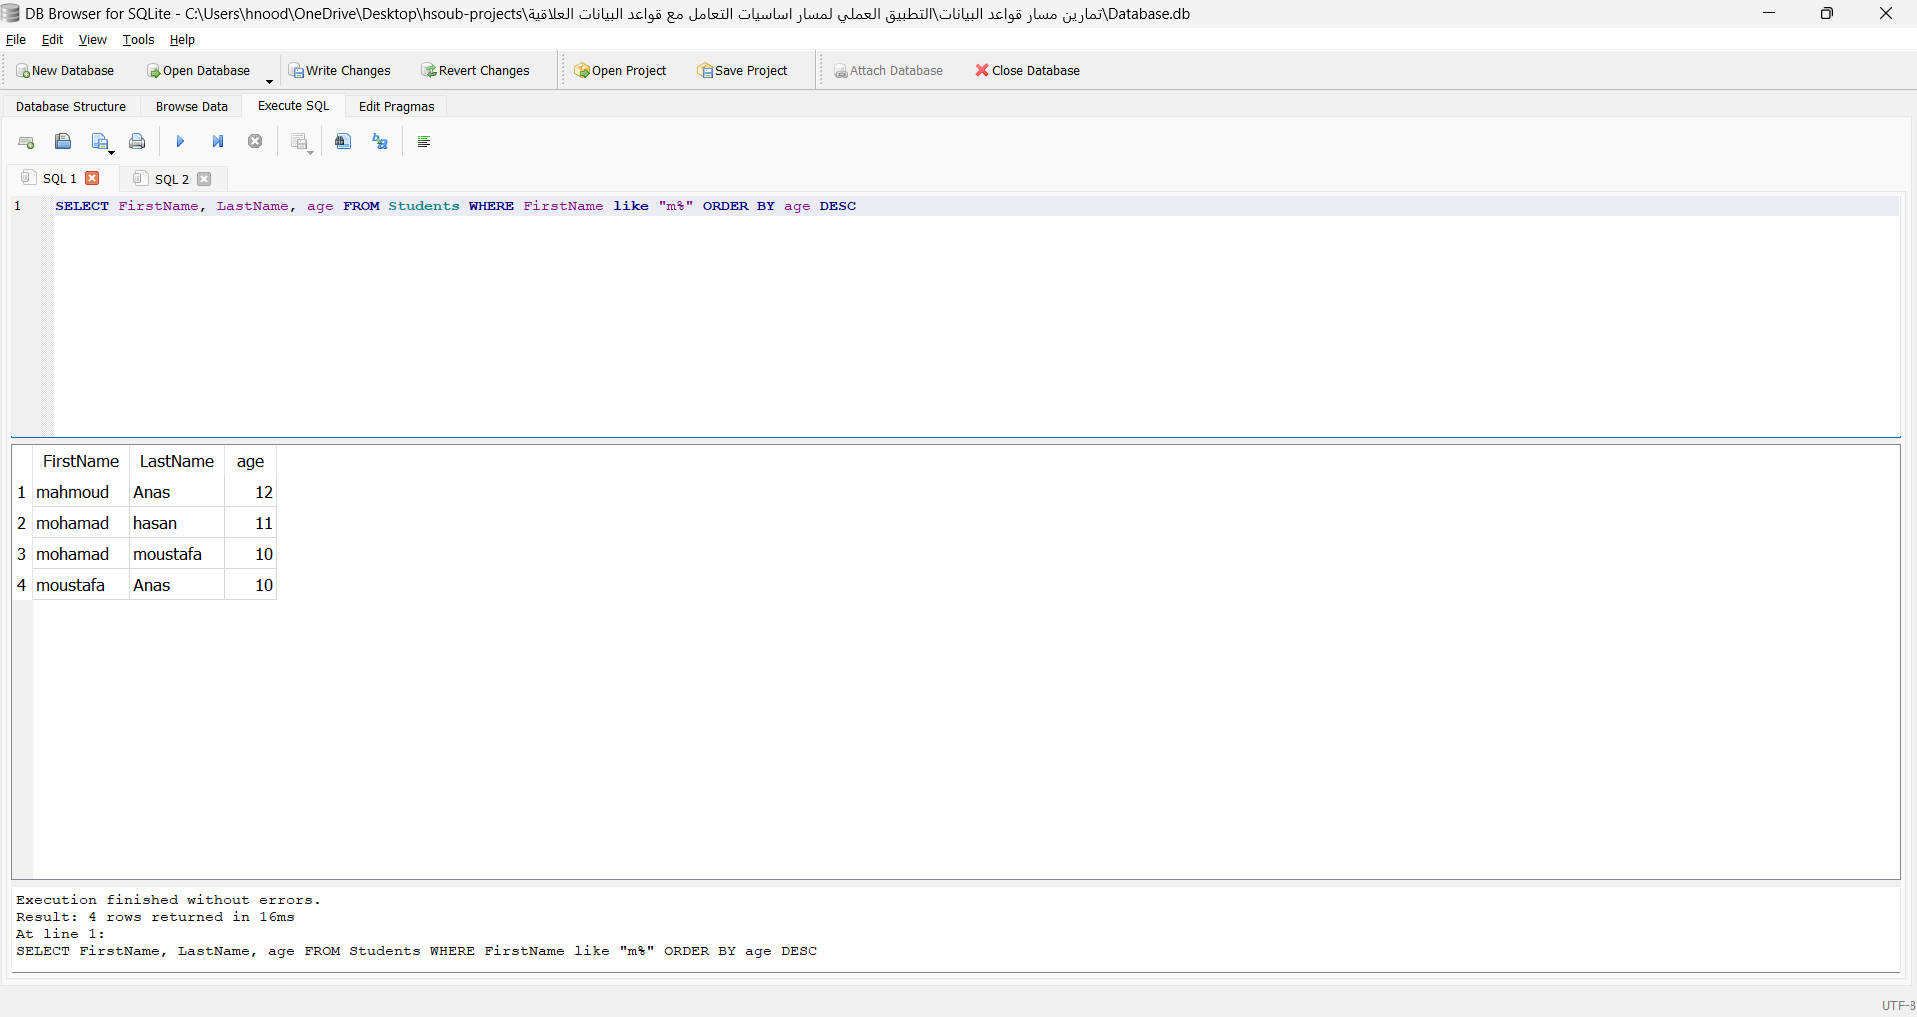 DB Browser for SQLite - C:\Users\hnood\OneDrive\Desktop\hsoub-projects\تمارين مسار قواعد البيانات\التطبيق العملي لمسار اساسيات التعامل مع قواعد البيانات العلاقية\Database.db
File Edit View Tools Help
New Database Open Database Write Changes Revert Changes Open Project Save Project Attach Database Close Database
Database Structure Browse Data Execute SQL Edit Pragmas
SQL 1 SQL 2
1 SELECT FirstName, LastName, age FROM Students WHERE FirstName like "m%" ORDER BY age DESC
FirstName LastName age
1 mahmoud Anas 12
2 mohamad hasan 11
3 mohamad moustafa 10
4 moustafa Anas 10
Execution finished without errors.
Result: 4 rows returned in 16ms
At line 1:
SELECT FirstName, LastName, age FROM Students WHERE FirstName like "m%" ORDER BY age DESC
UTF-8